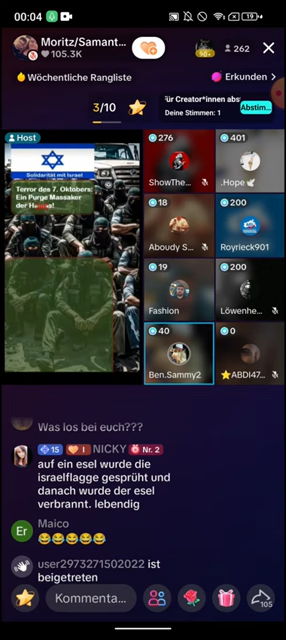 00:04
19
Moritz/Samant...
105.3K
262
Wöchentliche Rangliste
Erkunden >
3/10
für Creator*innen abs
Deine Stimmen: 1
Abstim...
Host
Solidarität mit Israel
Terror des 7. Oktobers:
Ein Purge Massaker
der Hamas!
276
ShowThe...
401
.Hope
18
Aboudy S...
200
Royrieck901
19
Fashion
200
Löwenhe...
40
Ben.Sammy2
0
ABDI47...
Was los bei euch???
15
I
NICKY
Nr. 2
auf ein esel wurde die
israelflagge gesprüht und
danach wurde der esel
verbrannt. lebendig
Er
Maico
😂😂😂😂😂
user2973271502022 ist
beigetreten
Kommenta...
105